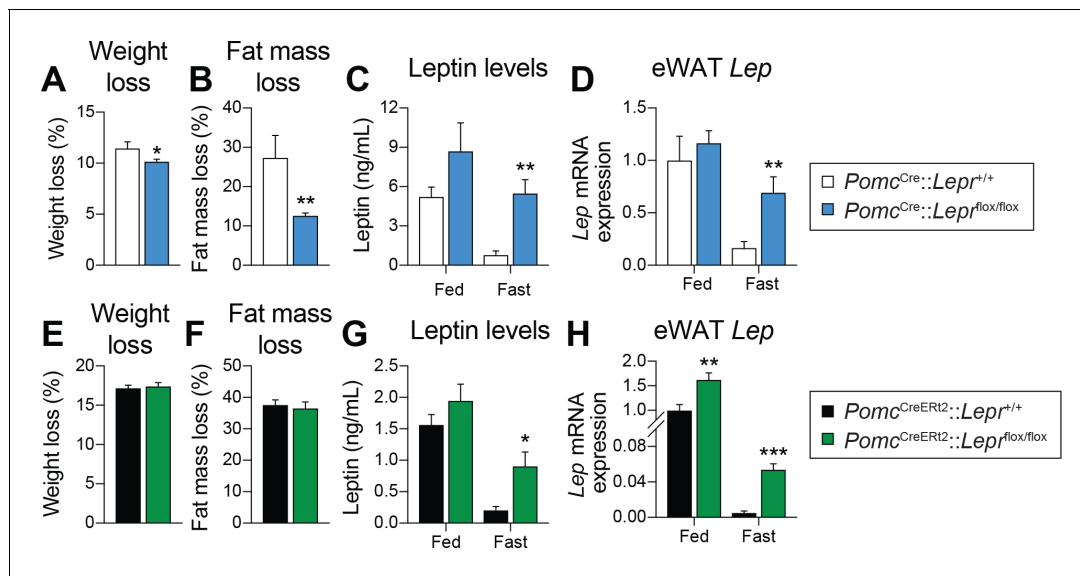 A
Weight
loss
Weight loss (%)
15
10
5
0
*
B
Fat mass
loss
Fat mass loss (%)
40
30
20
10
0
**
C
Leptin levels
Leptin (ng/mL)
12
9
6
3
0
**
Fed Fast
D
eWAT Lep
Lep mRNA
expression
1.5
1.0
0.5
0.0
**
Fed Fast
PomcCre::Lepr+/+
PomcCre::Leprflox/flox
E
Weight
loss
Weight loss (%)
20
15
10
5
0
F
Fat mass
loss
Fat mass loss (%)
50
40
30
20
10
0
G
Leptin levels
Leptin (ng/mL)
2.5
2.0
1.5
1.0
0.5
0.0
*
Fed Fast
H
eWAT Lep
Lep mRNA
expression
2.0
1.5
1.0
0.08
0.04
0.00
**
***
Fed Fast
PomcCreERt2::Lepr+/+
PomcCreERt2::Leprflox/flox